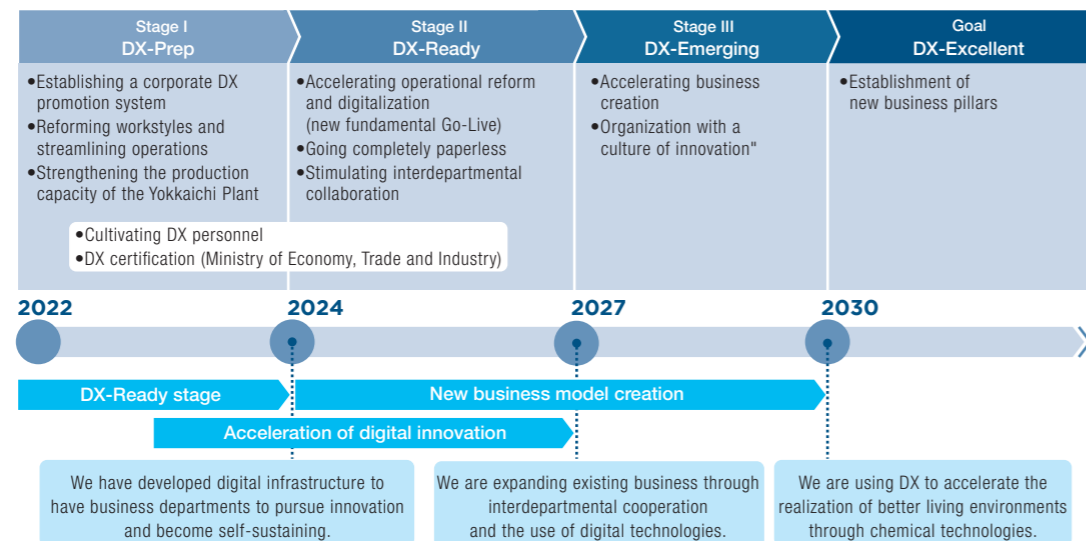 Stage I
DX-Prep
•Establishing a corporate DX
promotion system
•Reforming workstyles and
streamlining operations
•Strengthening the production
capacity of the Yokkaichi Plant
Stage II
DX-Ready
•Accelerating operational reform
and digitalization
(new fundamental Go-Live)
•Going completely paperless
•Stimulating interdepartmental
collaboration
Stage III
DX-Emerging
•Accelerating business
creation
•Organization with a
culture of innovation"
Goal
DX-Excellent
•Establishment of
new business pillars
•Cultivating DX personnel
•DX certification (Ministry of Economy, Trade and Industry)
2022
2024
2027
2030
DX-Ready stage
New business model creation
Acceleration of digital innovation
We have developed digital infrastructure to
have business departments to pursue innovation
and become self-sustaining.
We are expanding existing business through
interdepartmental cooperation
and the use of digital technologies.
We are using DX to accelerate the
realization of better living environments
through chemical technologies.